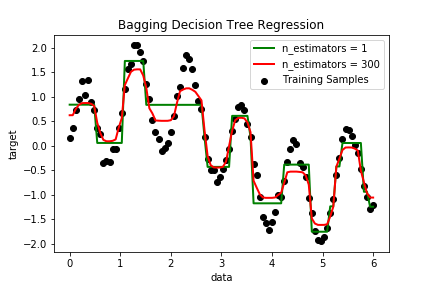 Bagging Decision Tree Regression
n_estimators = 1
n_estimators = 300
Training Samples
target
2.0
1.5
1.0
0.5
0.0
−0.5
−1.0
−1.5
−2.0
0
1
2
3
4
5
6
data